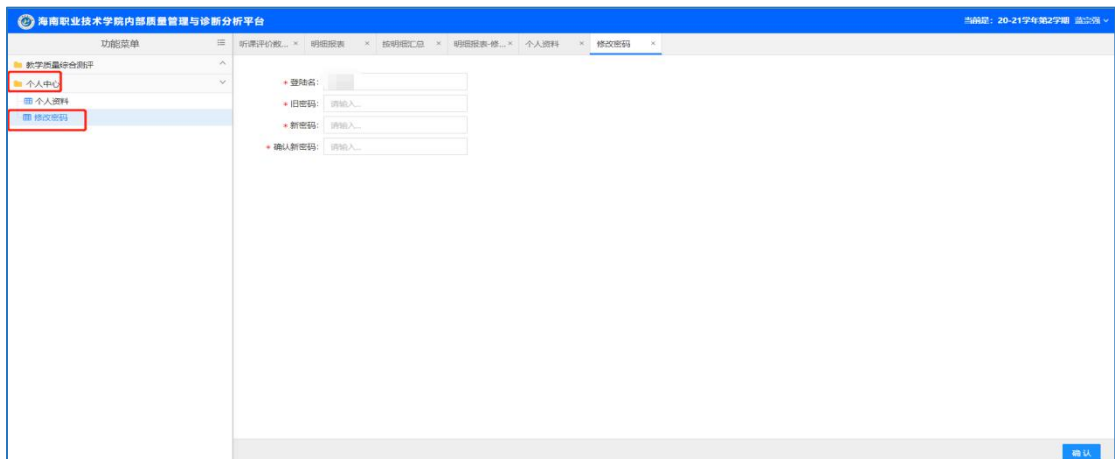 海南职业技术学院内部质量管理与诊断分析平台
当前是：20-21学年第2学期
功能菜单
听课评价数... × 明细报表 × 按明细汇总 × 明细报表-修... × 个人资料 × 修改密码 ×
教学质量综合测评
个人中心
个人资料
修改密码
* 登陆名:
* 旧密码: 请输入...
* 新密码: 请输入...
* 确认新密码: 请输入...
确认